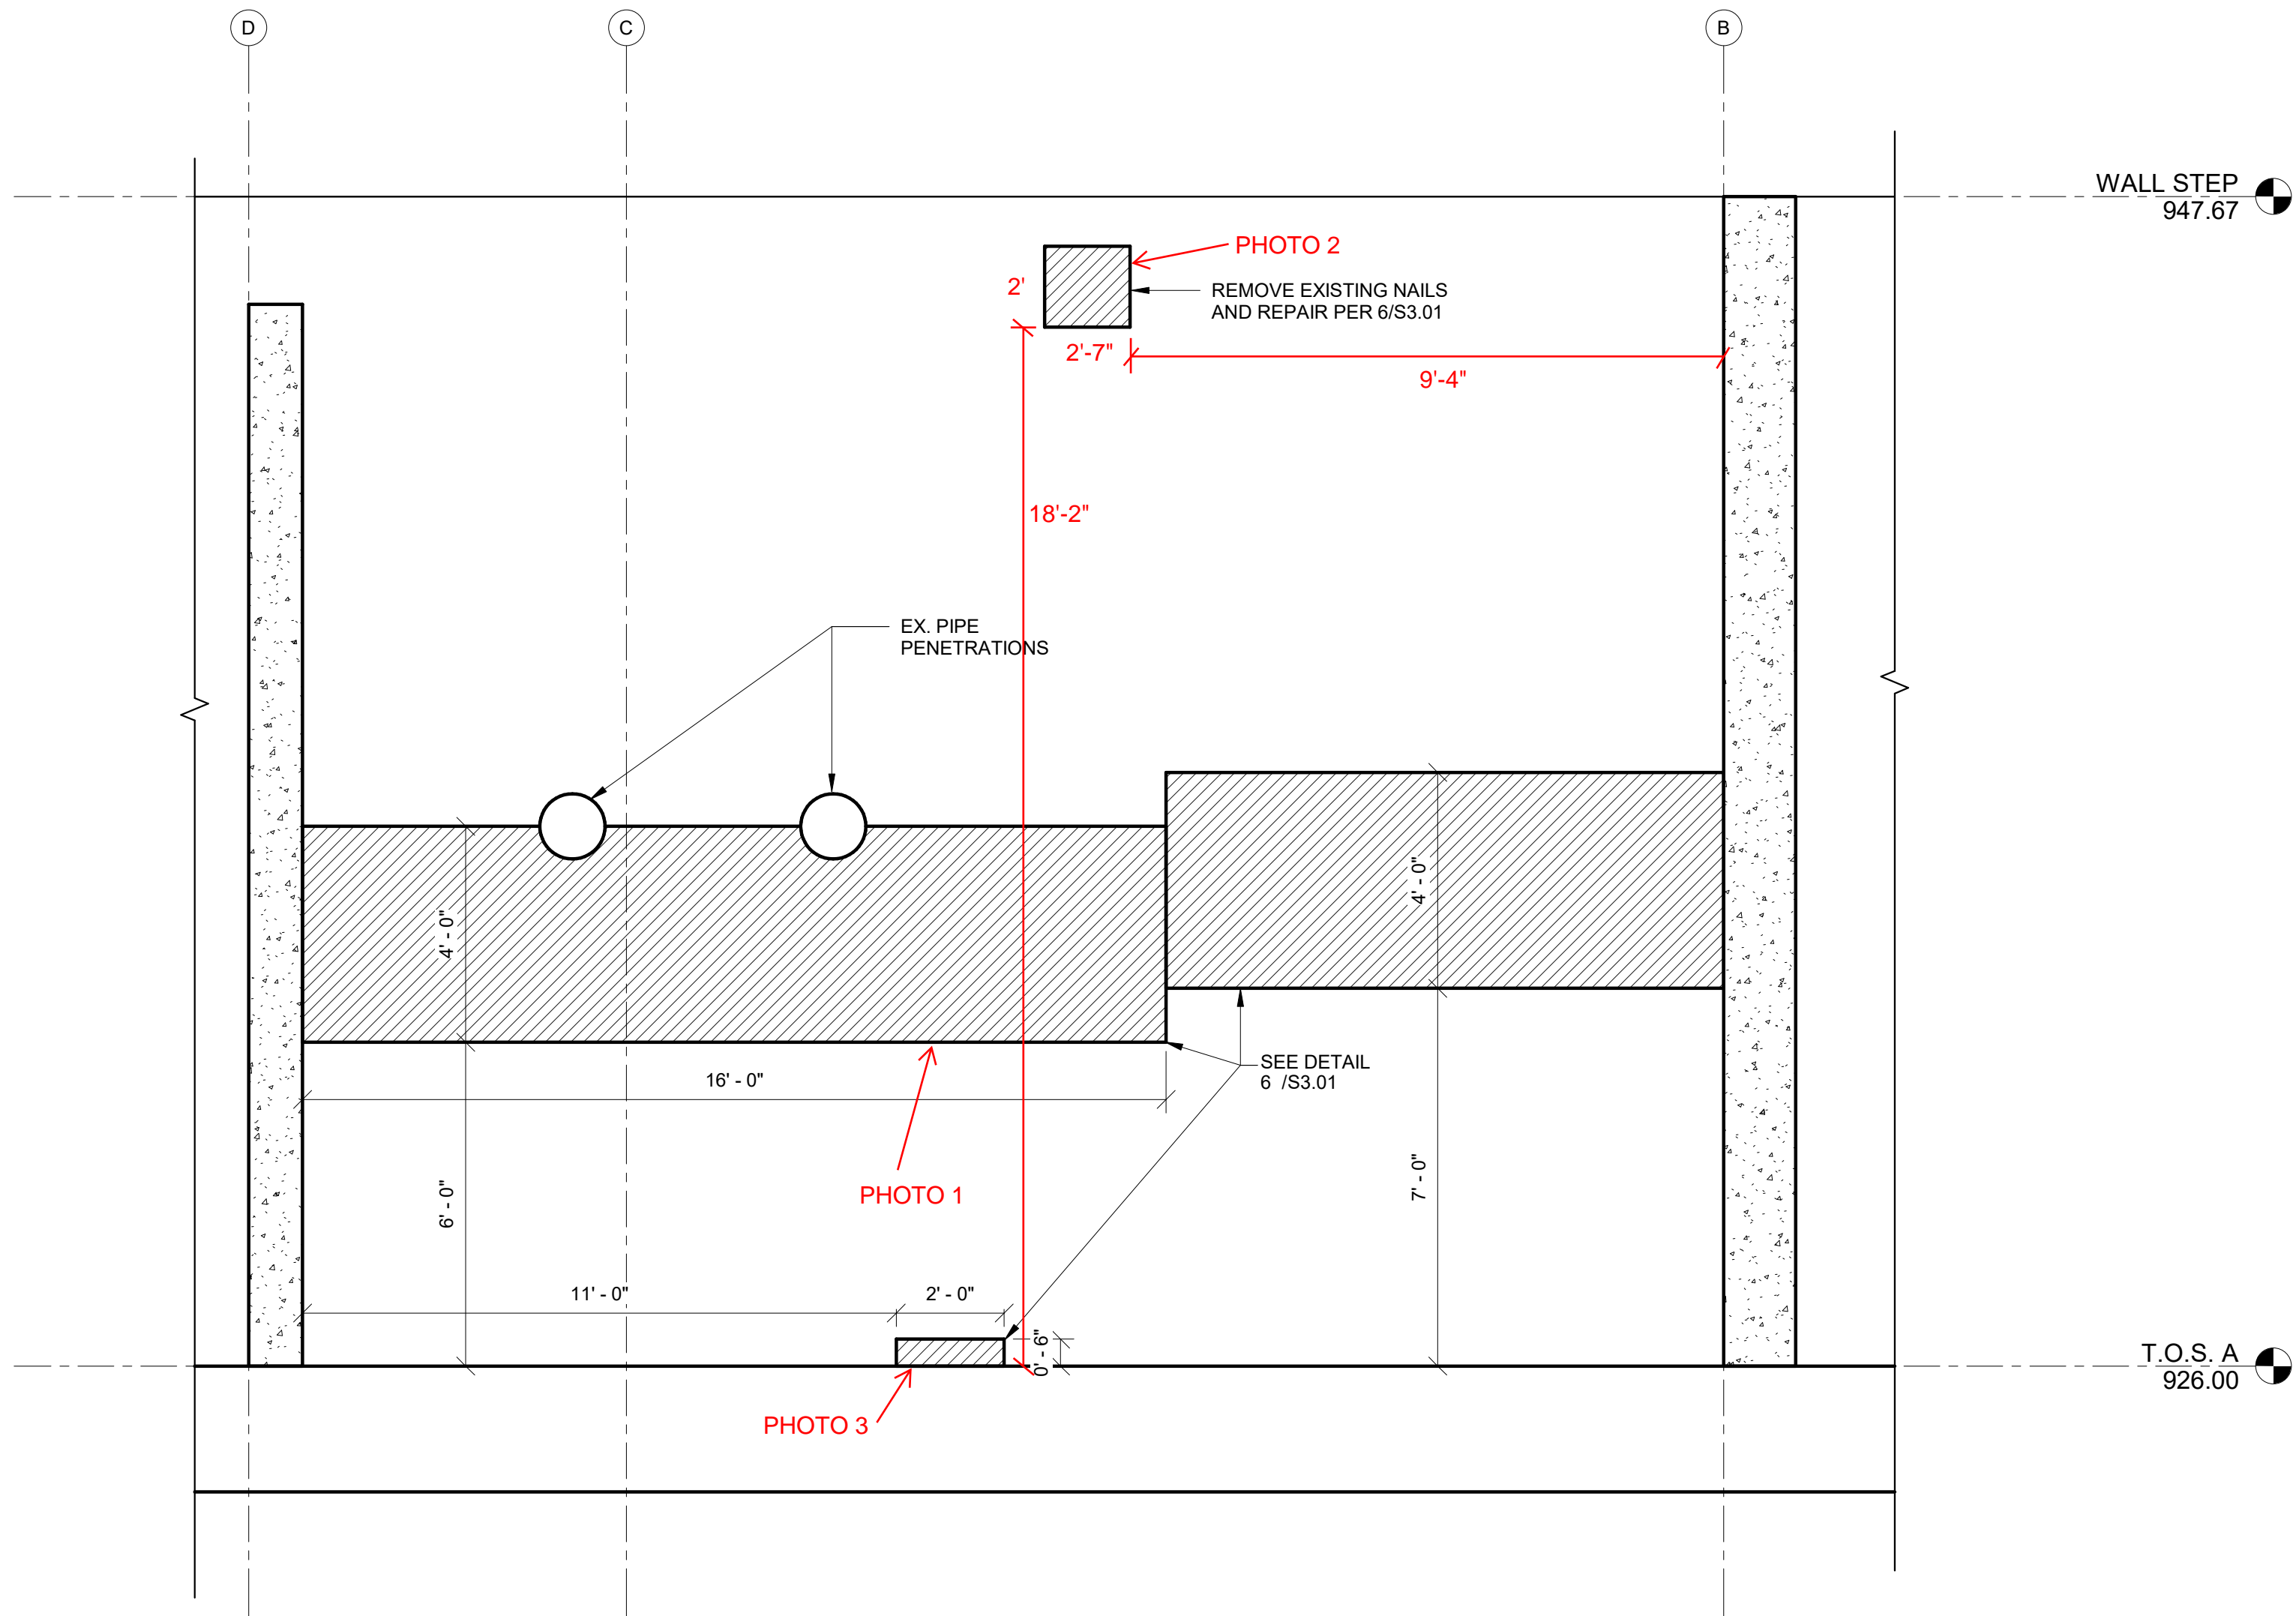 D
C
B
WALL STEP
947.67
PHOTO 2
2'
REMOVE EXISTING NAILS
AND REPAIR PER 6/S3.01
2'-7"
9'-4"
18'-2"
EX. PIPE
PENETRATIONS
4' - 0"
4' - 0"
SEE DETAIL
6 /S3.01
16' - 0"
PHOTO 1
6' - 0"
7' - 0"
11' - 0"
2' - 0"
0' - 6"
T.O.S. A
926.00
PHOTO 3